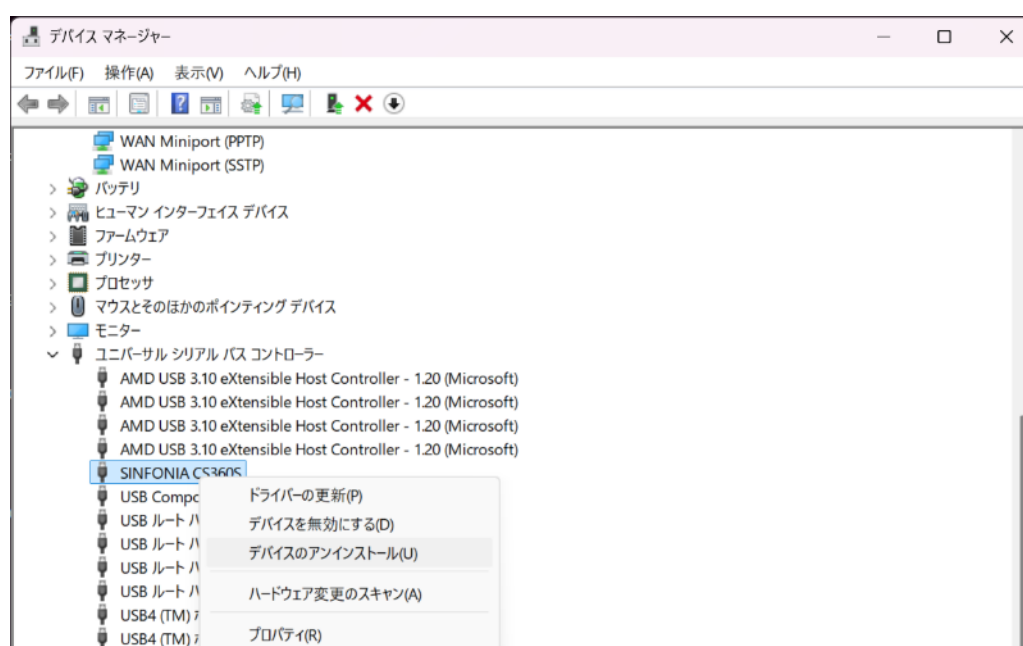 デバイス マネージャー
ファイル(F) 操作(A) 表示(V) ヘルプ(H)
WAN Miniport (PPTP)
WAN Miniport (SSTP)
バッテリ
ヒューマン インターフェイス デバイス
ファームウェア
プリンター
プロセッサ
マウスとそのほかのポインティング デバイス
モニター
ユニバーサル シリアル バス コントローラー
AMD USB 3.10 eXtensible Host Controller - 1.20 (Microsoft)
AMD USB 3.10 eXtensible Host Controller - 1.20 (Microsoft)
AMD USB 3.10 eXtensible Host Controller - 1.20 (Microsoft)
AMD USB 3.10 eXtensible Host Controller - 1.20 (Microsoft)
SINFONIA CS360S
USB Compo
ドライバーの更新(P)
USB ルート ハ
デバイスを無効にする(D)
USB ルート ハ
デバイスのアンインストール(U)
USB ルート ハ
USB ルート ハ
ハードウェア変更のスキャン(A)
USB4 (TM)
USB4 (TM)
プロパティ(R)